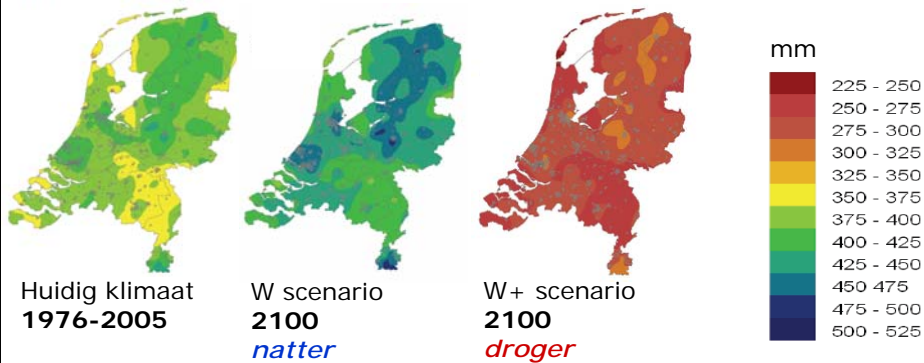 Huidig klimaat
1976-2005
W scenario
2100
natter
W+ scenario
2100
droger
mm
225 - 250
250 - 275
275 - 300
300 - 325
325 - 350
350 - 375
375 - 400
400 - 425
425 - 450
450 475
475 - 500
500 - 525